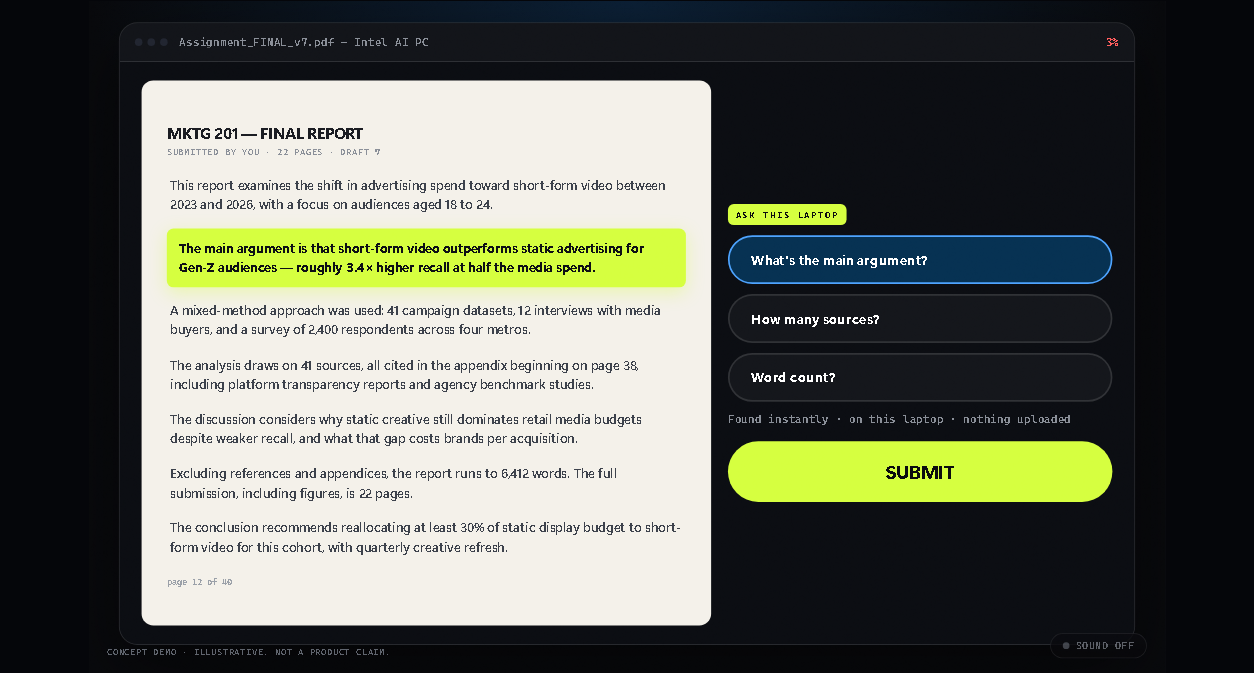 Assignment_FINAL_v7.pdf — Intel AI PC
3%
MKTG 201 — FINAL REPORT
SUBMITTED BY YOU · 22 PAGES · DRAFT 7
This report examines the shift in advertising spend toward short-form video between
2023 and 2026, with a focus on audiences aged 18 to 24.
The main argument is that short-form video outperforms static advertising for
Gen-Z audiences — roughly 3.4× higher recall at half the media spend.
A mixed-method approach was used: 41 campaign datasets, 12 interviews with media
buyers, and a survey of 2,400 respondents across four metros.
The analysis draws on 41 sources, all cited in the appendix beginning on page 38,
including platform transparency reports and agency benchmark studies.
The discussion considers why static creative still dominates retail media budgets
despite weaker recall, and what that gap costs brands per acquisition.
Excluding references and appendices, the report runs to 6,412 words. The full
submission, including figures, is 22 pages.
The conclusion recommends reallocating at least 30% of static display budget to short-
form video for this cohort, with quarterly creative refresh.
page 12 of 40
ASK THIS LAPTOP
What's the main argument?
How many sources?
Word count?
Found instantly · on this laptop · nothing uploaded
SUBMIT
CONCEPT DEMO · ILLUSTRATIVE. NOT A PRODUCT CLAIM.
SOUND OFF